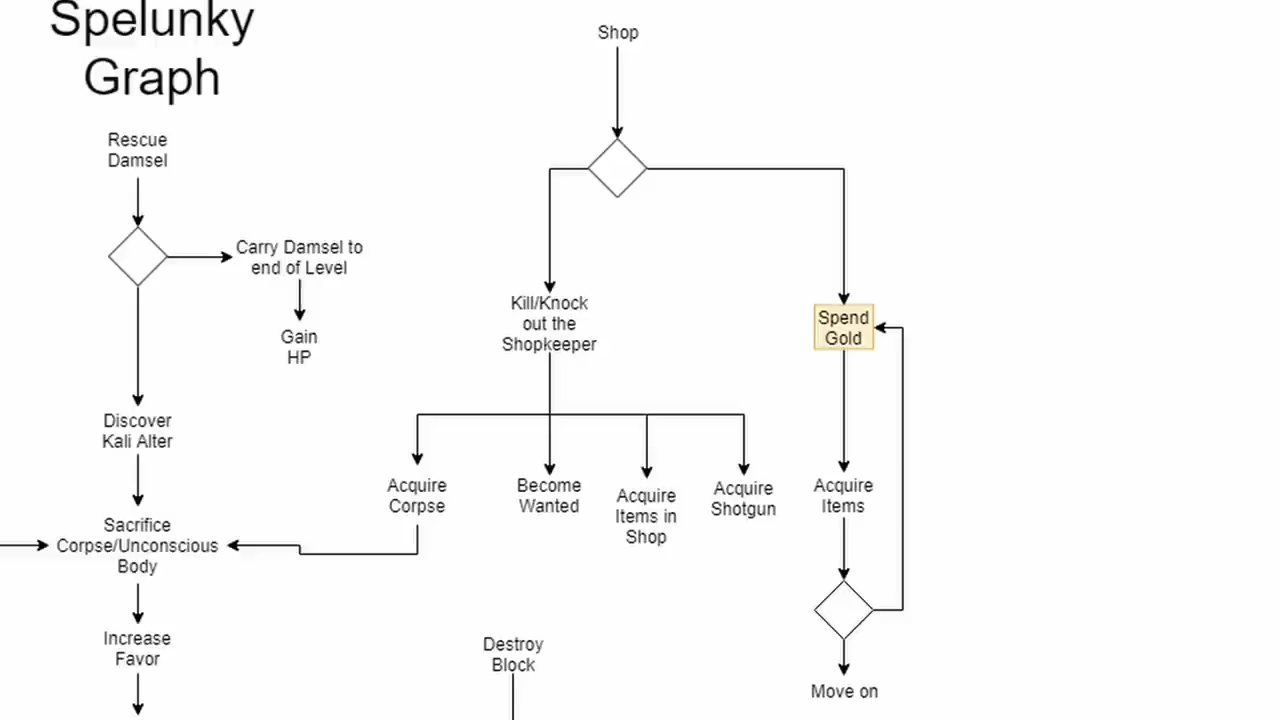 Spelunky
Graph
Shop
Rescue
Damsel
Carry Damsel to
end of Level
Gain
HP
Kill/Knock
out the
Shopkeeper
Spend
Gold
Discover
Kali Alter
Acquire
Corpse
Become
Wanted
Acquire
Items in
Shop
Acquire
Shotgun
Acquire
Items
Sacrifice
Corpse/Unconscious
Body
Increase
Favor
Destroy
Block
Move on